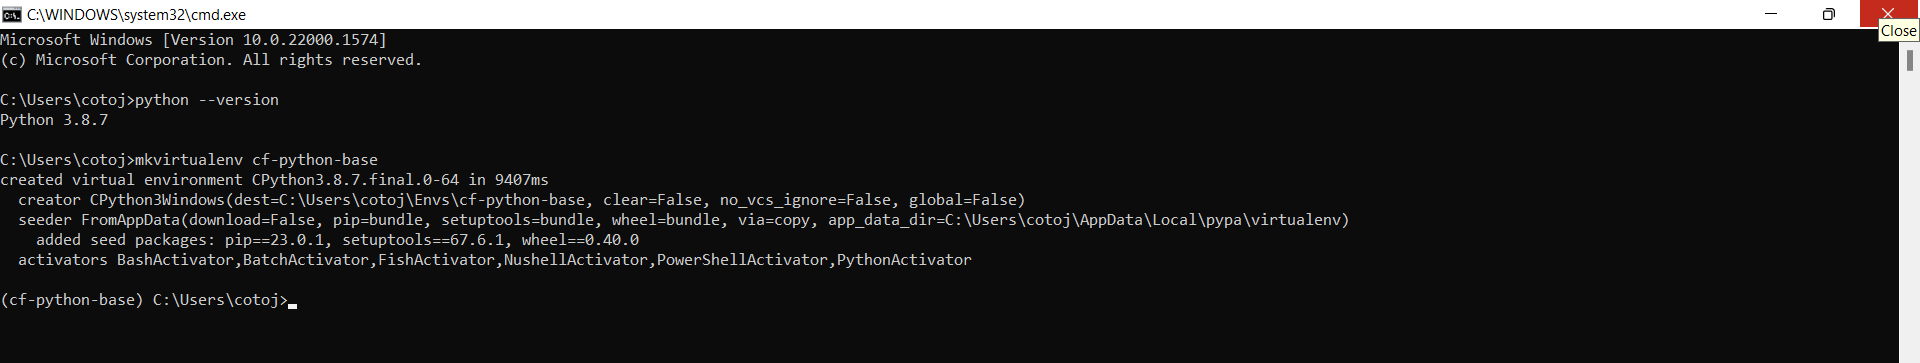 C:\WINDOWS\system32\cmd.exe
Close
Microsoft Windows [Version 10.0.22000.1574]
(c) Microsoft Corporation. All rights reserved.
C:\Users\cotoj>python --version
Python 3.8.7
C:\Users\cotoj>mkvirtualenv cf-python-base
created virtual environment CPython3.8.7.final.0-64 in 9407ms
creator CPython3Windows(dest=C:\Users\cotoj\Envs\cf-python-base, clear=False, no_vcs_ignore=False, global=False)
seeder FromAppData(download=False, pip=bundle, setuptools=bundle, wheel=bundle, via=copy, app_data_dir=C:\Users\cotoj\AppData\Local\pypa\virtualenv)
added seed packages: pip==23.0.1, setuptools==67.6.1, wheel==0.40.0
activators BashActivator,BatchActivator,FishActivator,NushellActivator,PowerShellActivator,PythonActivator
(cf-python-base) C:\Users\cotoj>